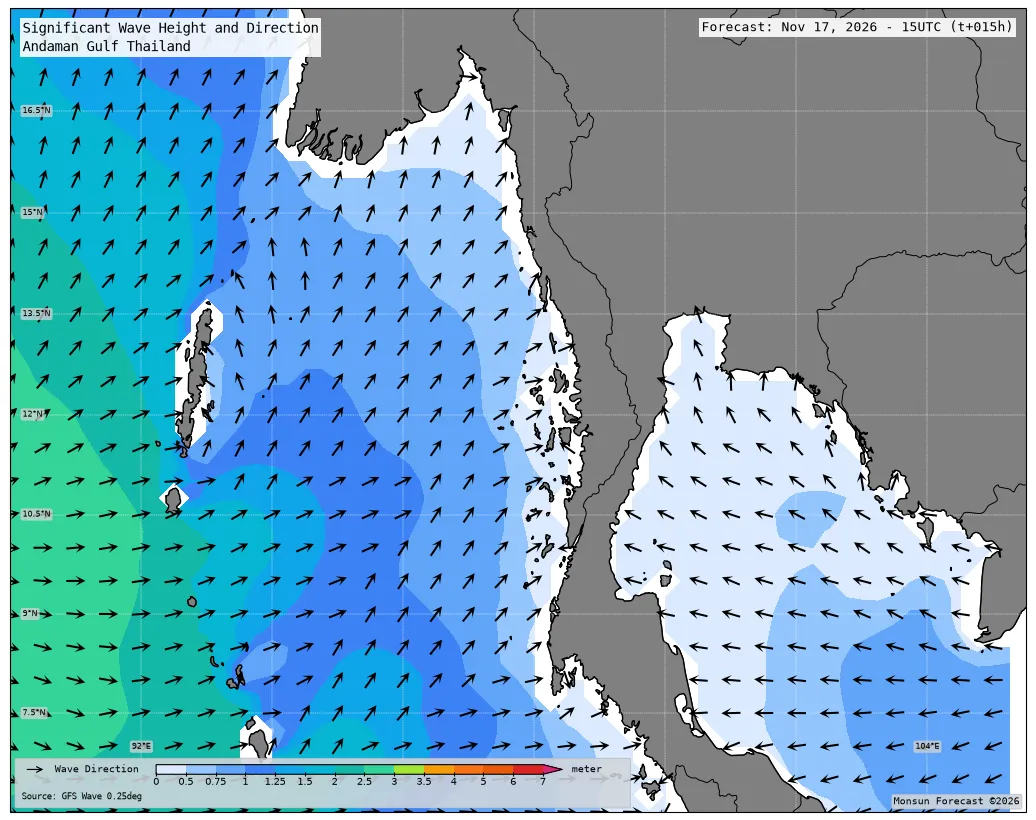 Significant Wave Height and Direction
Andaman Gulf Thailand
Forecast: Nov 17, 2026 - 15UTC (t+015h)
16.5°N
15°N
13.5°N
12°N
10.5°N
9°N
7.5°N
92°E
104°E
Wave Direction
meter
0 0.5 0.75 1 1.25 1.5 2 2.5 3 3.5 4 5 6 7
Source: GFS Wave 0.25deg
Monsun Forecast ©2026